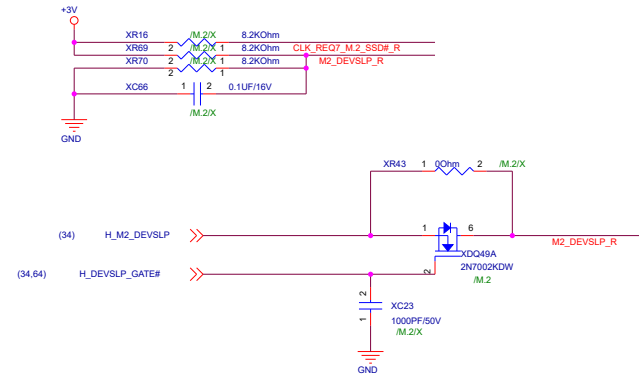 +3V
XR16 /M.2/X 8.2KOhm
XR69 2 /M.2/X 1 8.2KOhm CLK_REQ7_M.2_SSD#_R
XR70 2 /M.2/X 1 8.2KOhm M2_DEVSLP_R
2 1
XC66 1 2 0.1UF/16V
/M.2/X
GND
XR43 1 0Ohm 2 /M.2/X
(34) H_M2_DEVSLP 1 6
M2_DEVSLP_R
XDQ49A
(34,64) H_DEVSLP_GATE# 2 2N7002KDW
/M.2
2
XC23
1 1000PF/50V
/M.2/X
GND